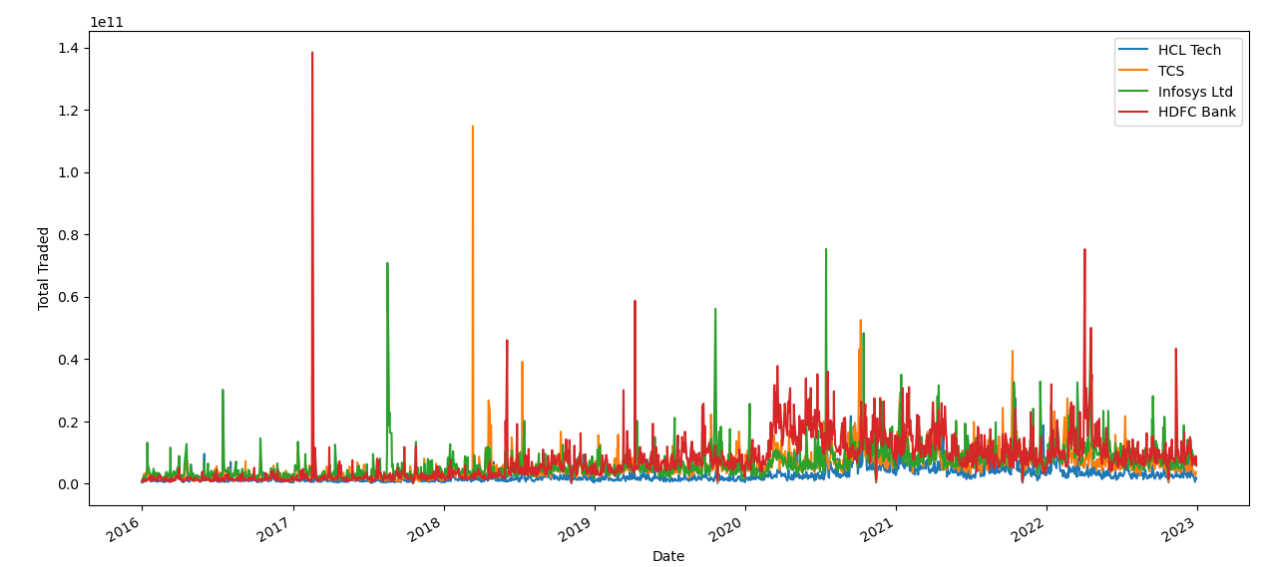 1e11
1.4
1.2
1.0
0.8
0.6
0.4
0.2
0.0
Total Traded
HCL Tech
TCS
Infosys Ltd
HDFC Bank
2016
2017
2018
2019
2020
2021
2022
2023
Date